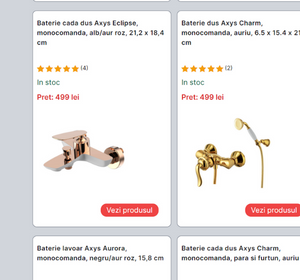 Baterie cada dus Axys Eclipse,
monocomanda, alb/aur roz, 21,2 x 18,4
cm
(4)
In stoc
Pret: 499 lei
Vezi produsul
Baterie dus Axys Charm,
monocomanda, auriu, 6.5 x 15.4 x
cm
(2)
In stoc
Pret: 499 lei
Vezi produsul
Baterie lavoar Axys Aurora,
monocomanda, negru/aur roz, 15,8 cm
Baterie cada dus Axys Charm,
monocomanda, para si furtun, auriu